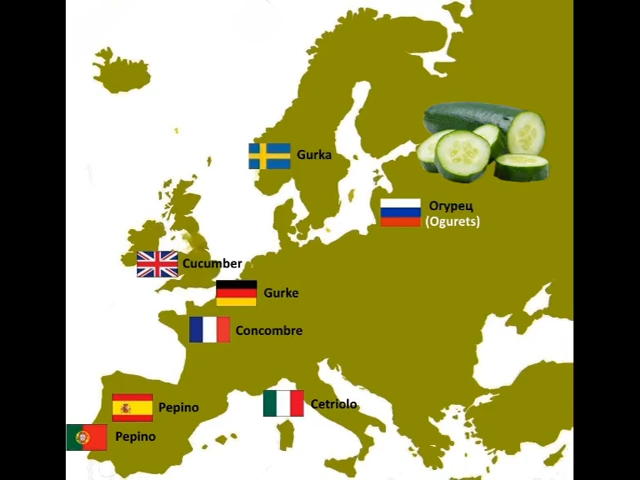 Gurka
Огурец
(Ogurets)
Cucumber
Gurke
Concombre
Cetriolo
Pepino
Pepino